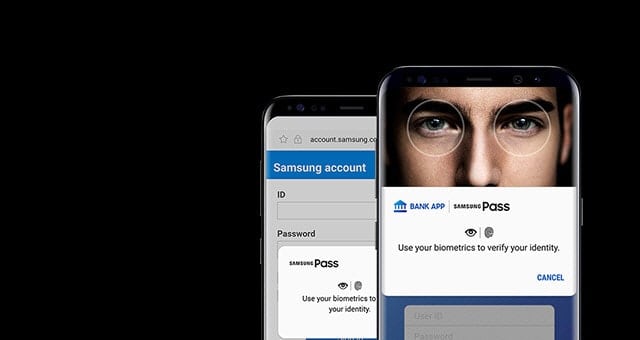 account.samsung.co
Samsung account
ID
Password
SAMSUNG Pass
Use your biometrics to
your identity.
BANK APP | SAMSUNG Pass
Use your biometrics to verify your identity.
CANCEL
User ID
Password